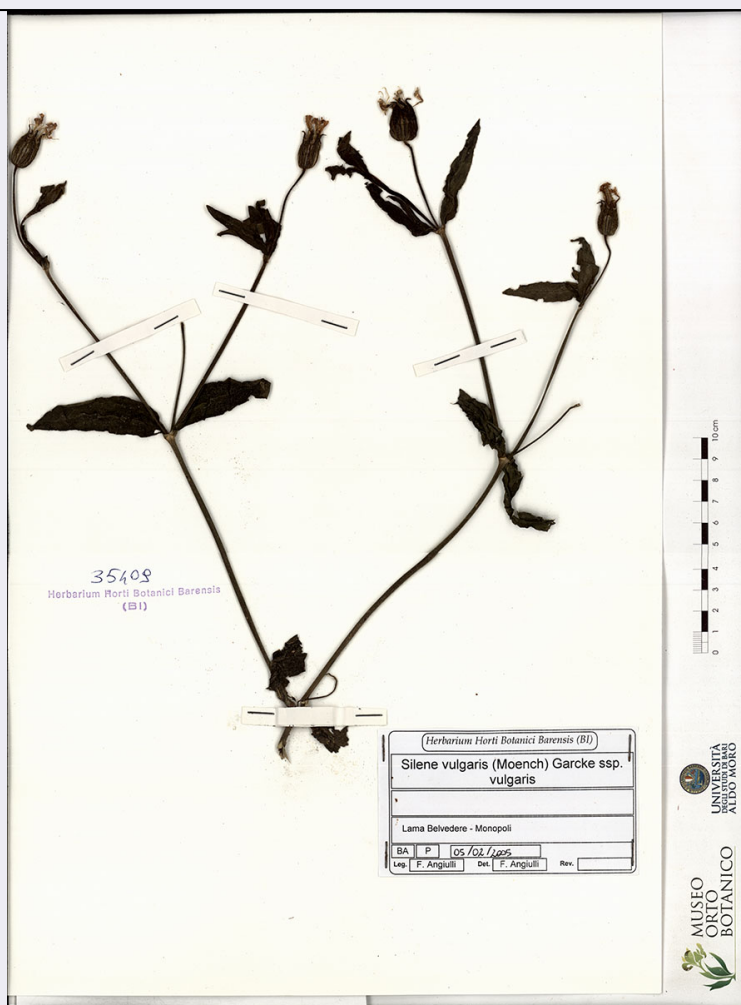 35409
Herbarium Horti Botanici Barensis
(BI)
Herbarium Horti Botanici Barensis (BI)
Silene vulgaris (Moench) Garcke ssp.
vulgaris
Lama Belvedere - Monopoli
BA P 05/02/2005
Leg. F. Angiulli Det. F. Angiulli Rev.
10 cm
9
8
7
6
5
4
3
2
1
0
UNIVERSITÀ
DEGLI STUDI DI BARI
ALDO MORO
MUSEO
ORTO
BOTANICO